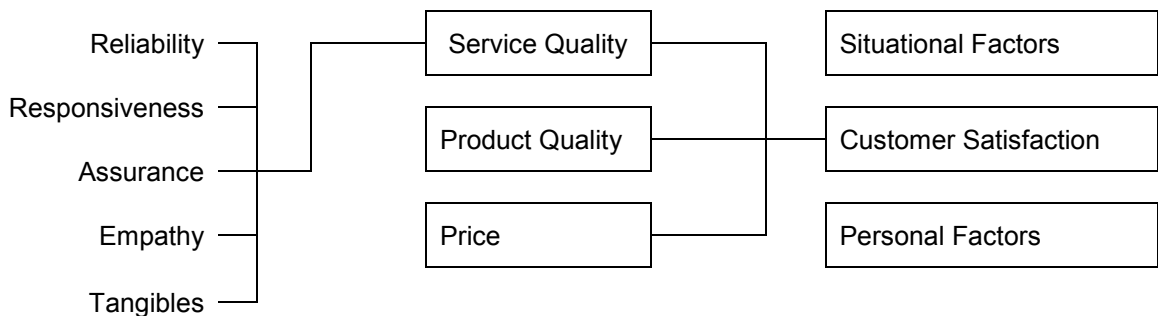 Reliability
Responsiveness
Assurance
Empathy
Tangibles
Service Quality
Product Quality
Price
Situational Factors
Customer Satisfaction
Personal Factors